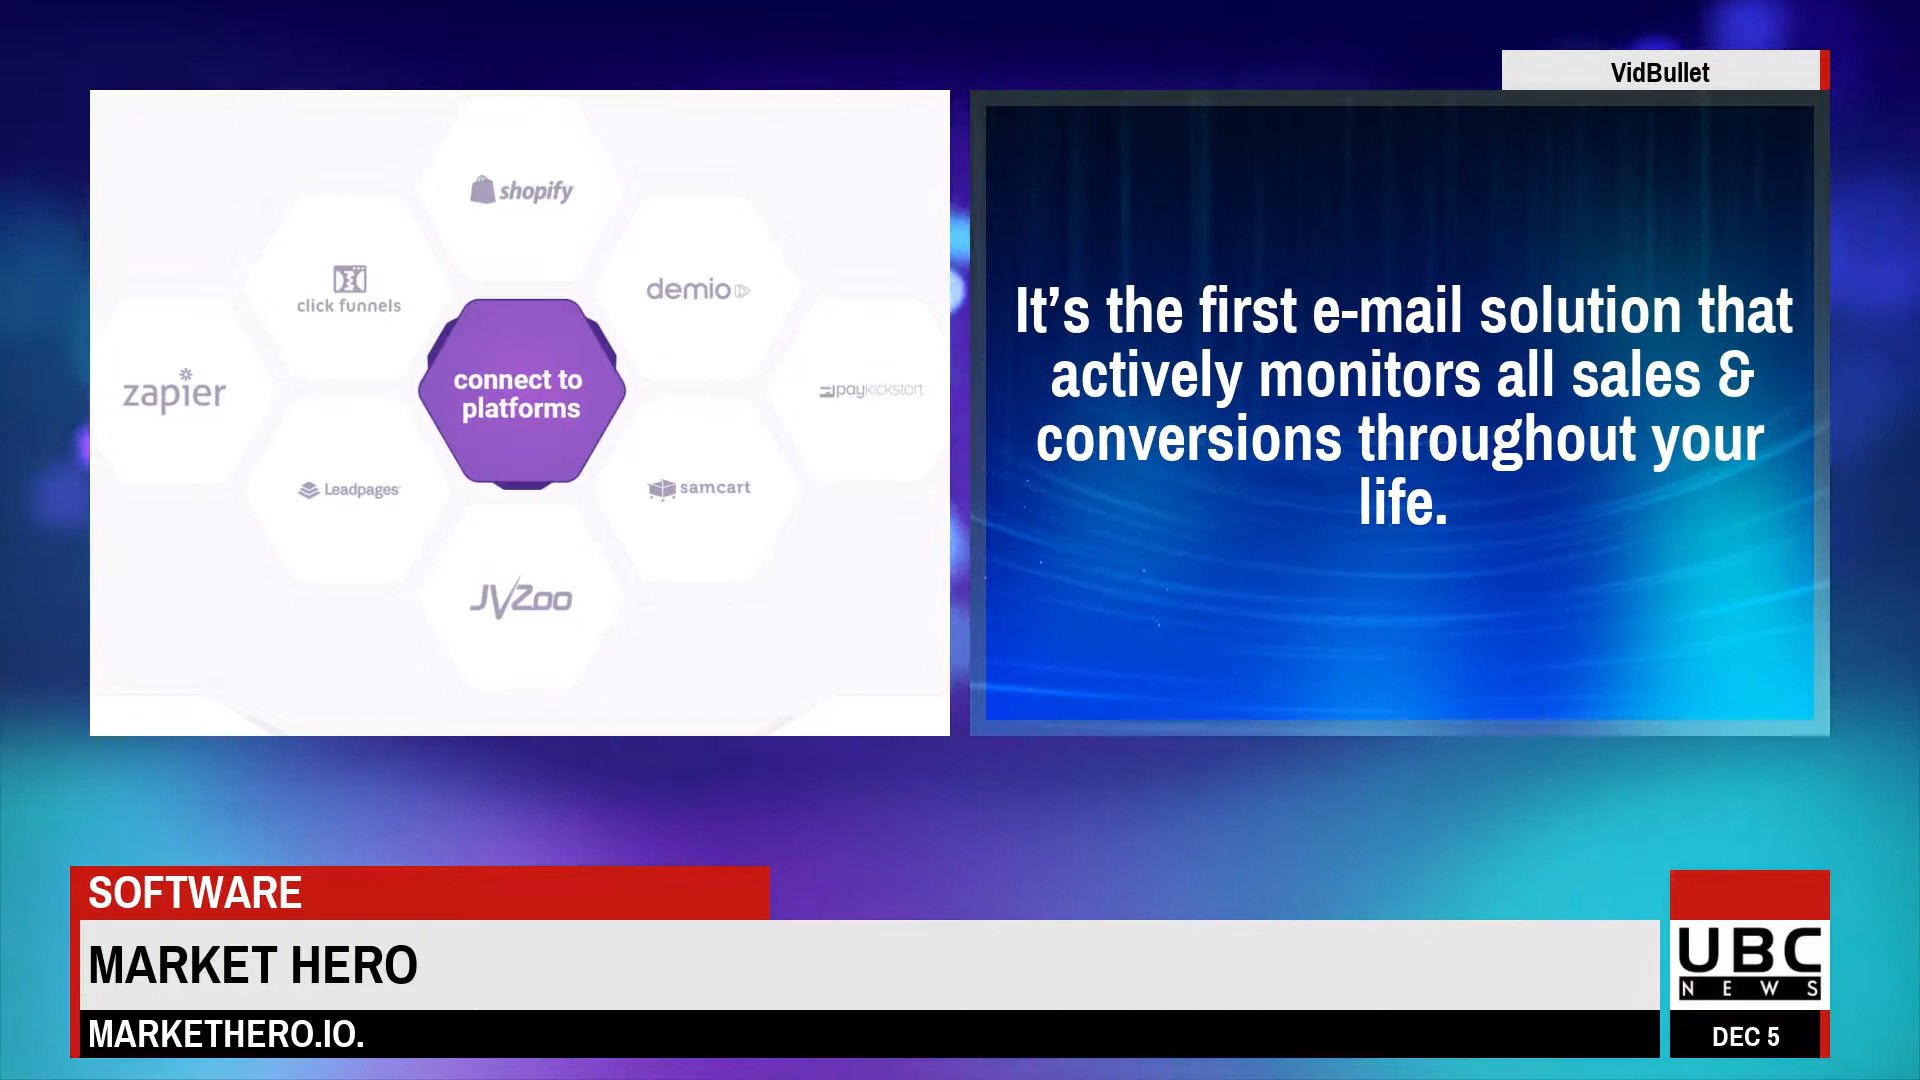 VidBullet
shopify
click funnels
demio
zapier
connect to
platforms
paykickstart
Leadpages
samcart
JVZoo
It’s the first e-mail solution that
actively monitors all sales &
conversions throughout your
life.
SOFTWARE
MARKET HERO
MARKETHERO.IO.
UBC
NEWS
DEC 5